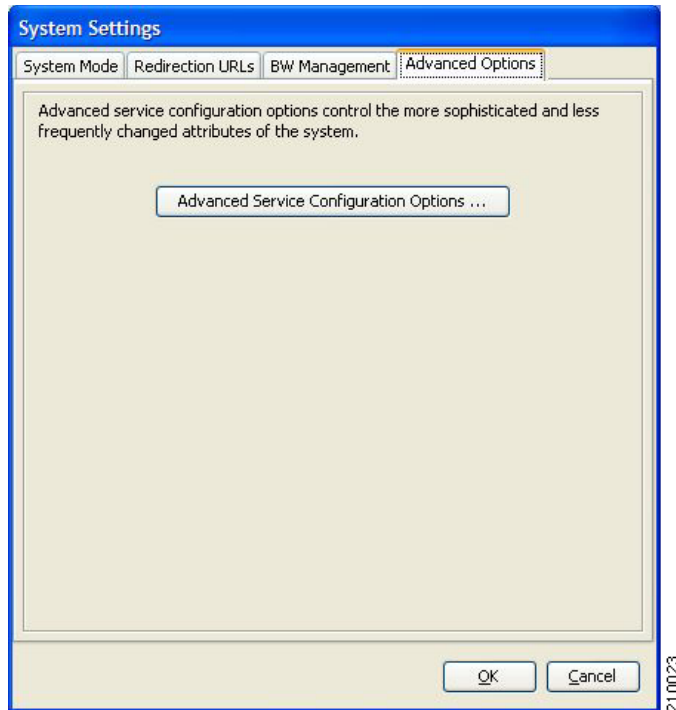 System Settings
System Mode Redirection URLs BW Management Advanced Options
Advanced service configuration options control the more sophisticated and less
frequently changed attributes of the system.
Advanced Service Configuration Options ...
OK Cancel
210023